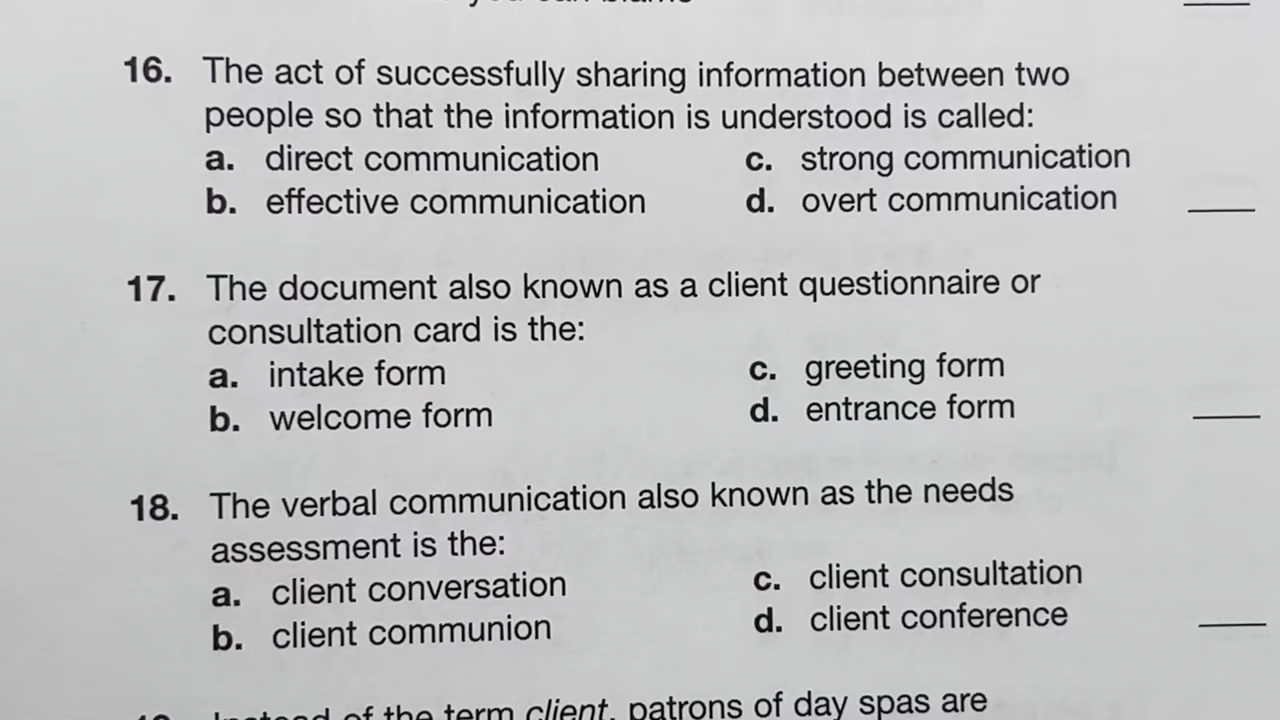 you can blame
16. The act of successfully sharing information between two
people so that the information is understood is called:
a. direct communication c. strong communication
b. effective communication d. overt communication
17. The document also known as a client questionnaire or
consultation card is the:
a. intake form c. greeting form
b. welcome form d. entrance form
18. The verbal communication also known as the needs
assessment is the:
a. client conversation c. client consultation
b. client communion d. client conference
Instead of the term client, patrons of day spas are